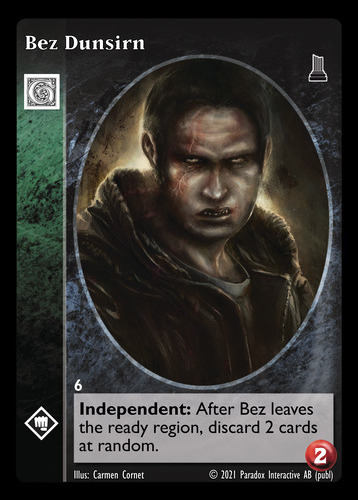 Bez Dunsirn
G
6
Independent: After Bez leaves
the ready region, discard 2 cards
at random.
2
Illus: Carmen Cornet
© 2021 Paradox Interactive AB (publ)